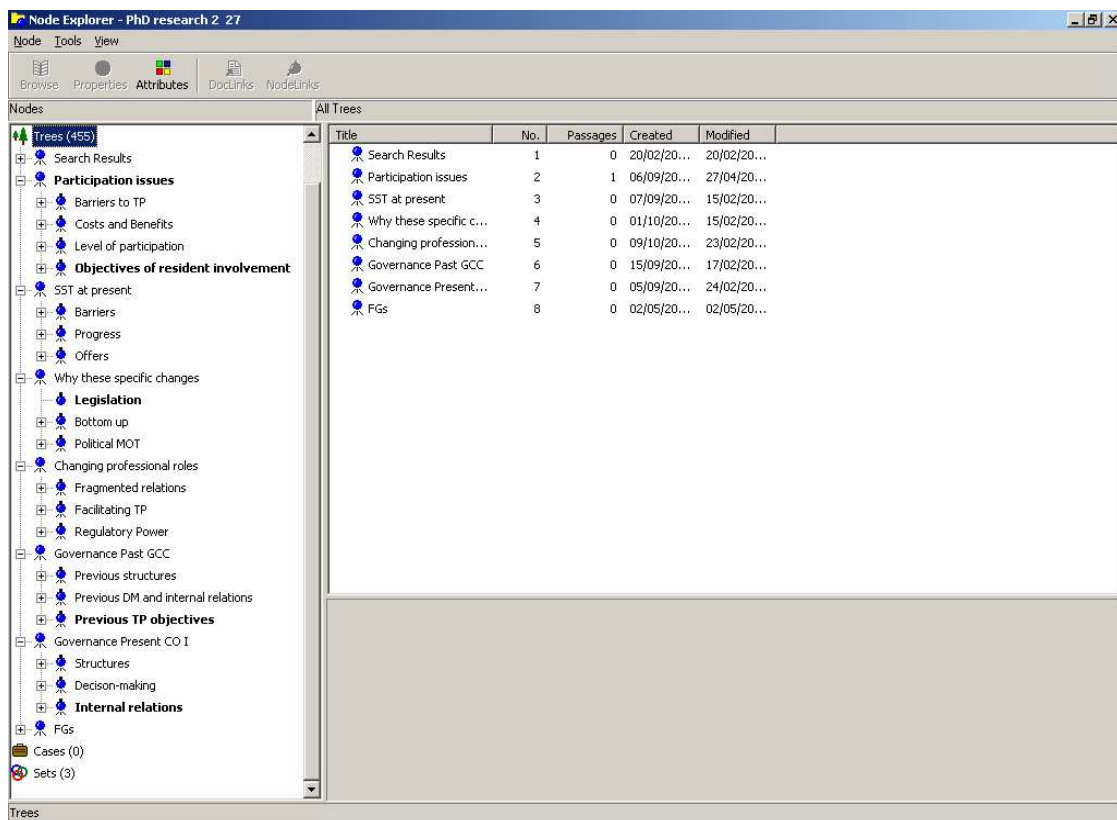 Node Explorer - PhD research 2 27
Node Tools View
Browse Properties Attributes DocLinks NodeLinks
Nodes
All Trees
Trees (455)
Search Results
Participation issues
Barriers to TP
Costs and Benefits
Level of participation
Objectives of resident involvement
SST at present
Barriers
Progress
Offers
Why these specific changes
Legislation
Bottom up
Political MOT
Changing professional roles
Fragmented relations
Facilitating TP
Regulatory Power
Governance Past GCC
Previous structures
Previous DM and internal relations
Previous TP objectives
Governance Present CO I
Structures
Decison-making
Internal relations
FGs
Cases (0)
Sets (3)
Title No. Passages Created Modified
Search Results 1 0 20/02/20... 20/02/20...
Participation issues 2 1 06/09/20... 27/04/20...
SST at present 3 0 07/09/20... 15/02/20...
Why these specific c... 4 0 01/10/20... 15/02/20...
Changing profession... 5 0 09/10/20... 23/02/20...
Governance Past GCC 6 0 15/09/20... 17/02/20...
Governance Present... 7 0 05/09/20... 24/02/20...
FGs 8 0 02/05/20... 02/05/20...
Trees